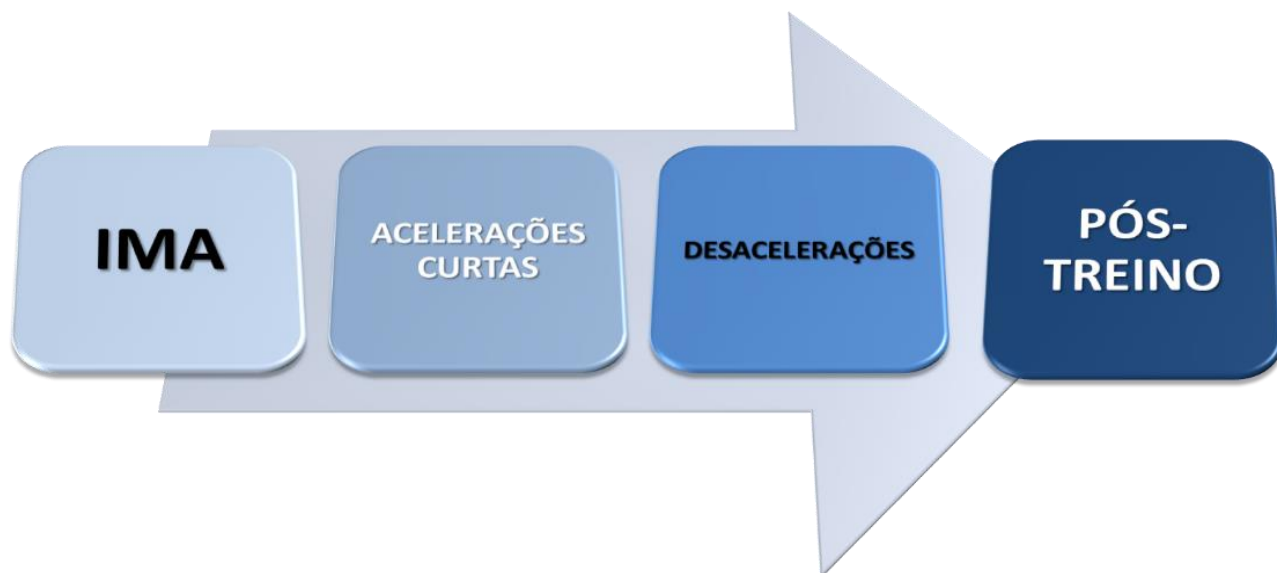 IMA
ACELERAÇÕES
CURTAS
DESACELERAÇÕES
PÓS-
TREINO